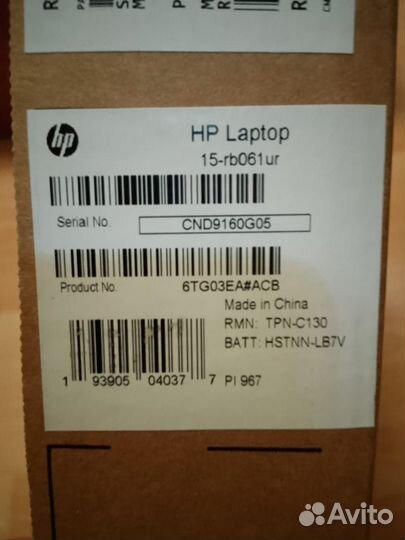 hp
HP Laptop
15-rb061ur
Serial No. CND9160G05
Product No. 6TG03EA#ACB
Made in China
RMN: TPN-C130
BATT: HSTNN-LB7V
1 93905 04037 7 PI 967
Avito